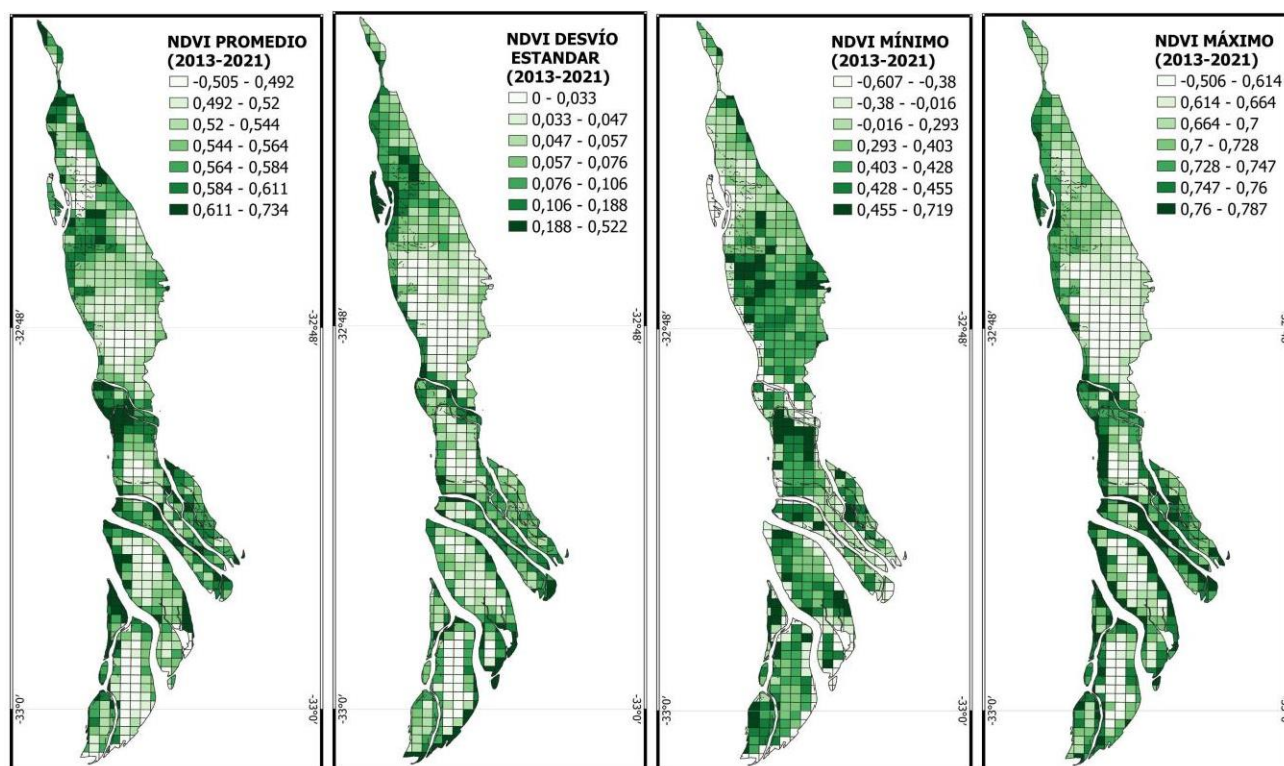 NDVI PROMEDIO
(2013-2021)
-0,505 - 0,492
0,492 - 0,52
0,52 - 0,544
0,544 - 0,564
0,564 - 0,584
0,584 - 0,611
0,611 - 0,734
-32°48'
-32°48'
-33°0'
-33°0'
NDVI DESVÍO
ESTANDAR
(2013-2021)
0 - 0,033
0,033 - 0,047
0,047 - 0,057
0,057 - 0,076
0,076 - 0,106
0,106 - 0,188
0,188 - 0,522
-32°48'
-32°48'
-33°0'
-33°0'
NDVI MÍNIMO
(2013-2021)
-0,607 - -0,38
-0,38 - -0,016
-0,016 - 0,293
0,293 - 0,403
0,403 - 0,428
0,428 - 0,455
0,455 - 0,719
-32°48'
-32°48'
-33°0'
-33°0'
NDVI MÁXIMO
(2013-2021)
-0,506 - 0,614
0,614 - 0,664
0,664 - 0,7
0,7 - 0,728
0,728 - 0,747
0,747 - 0,76
0,76 - 0,787
-32°48'
-33°0'